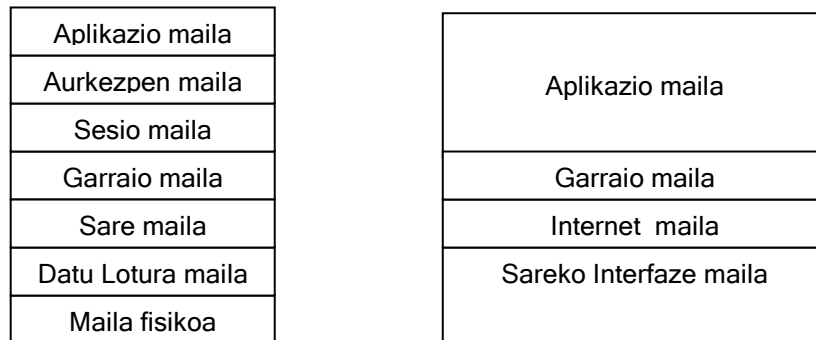 Aplikazio maila
Aurkezpen maila
Sesio maila
Garraio maila
Sare maila
Datu Lotura maila
Maila fisikoa
Aplikazio maila
Garraio maila
Internet maila
Sareko Interfaze maila